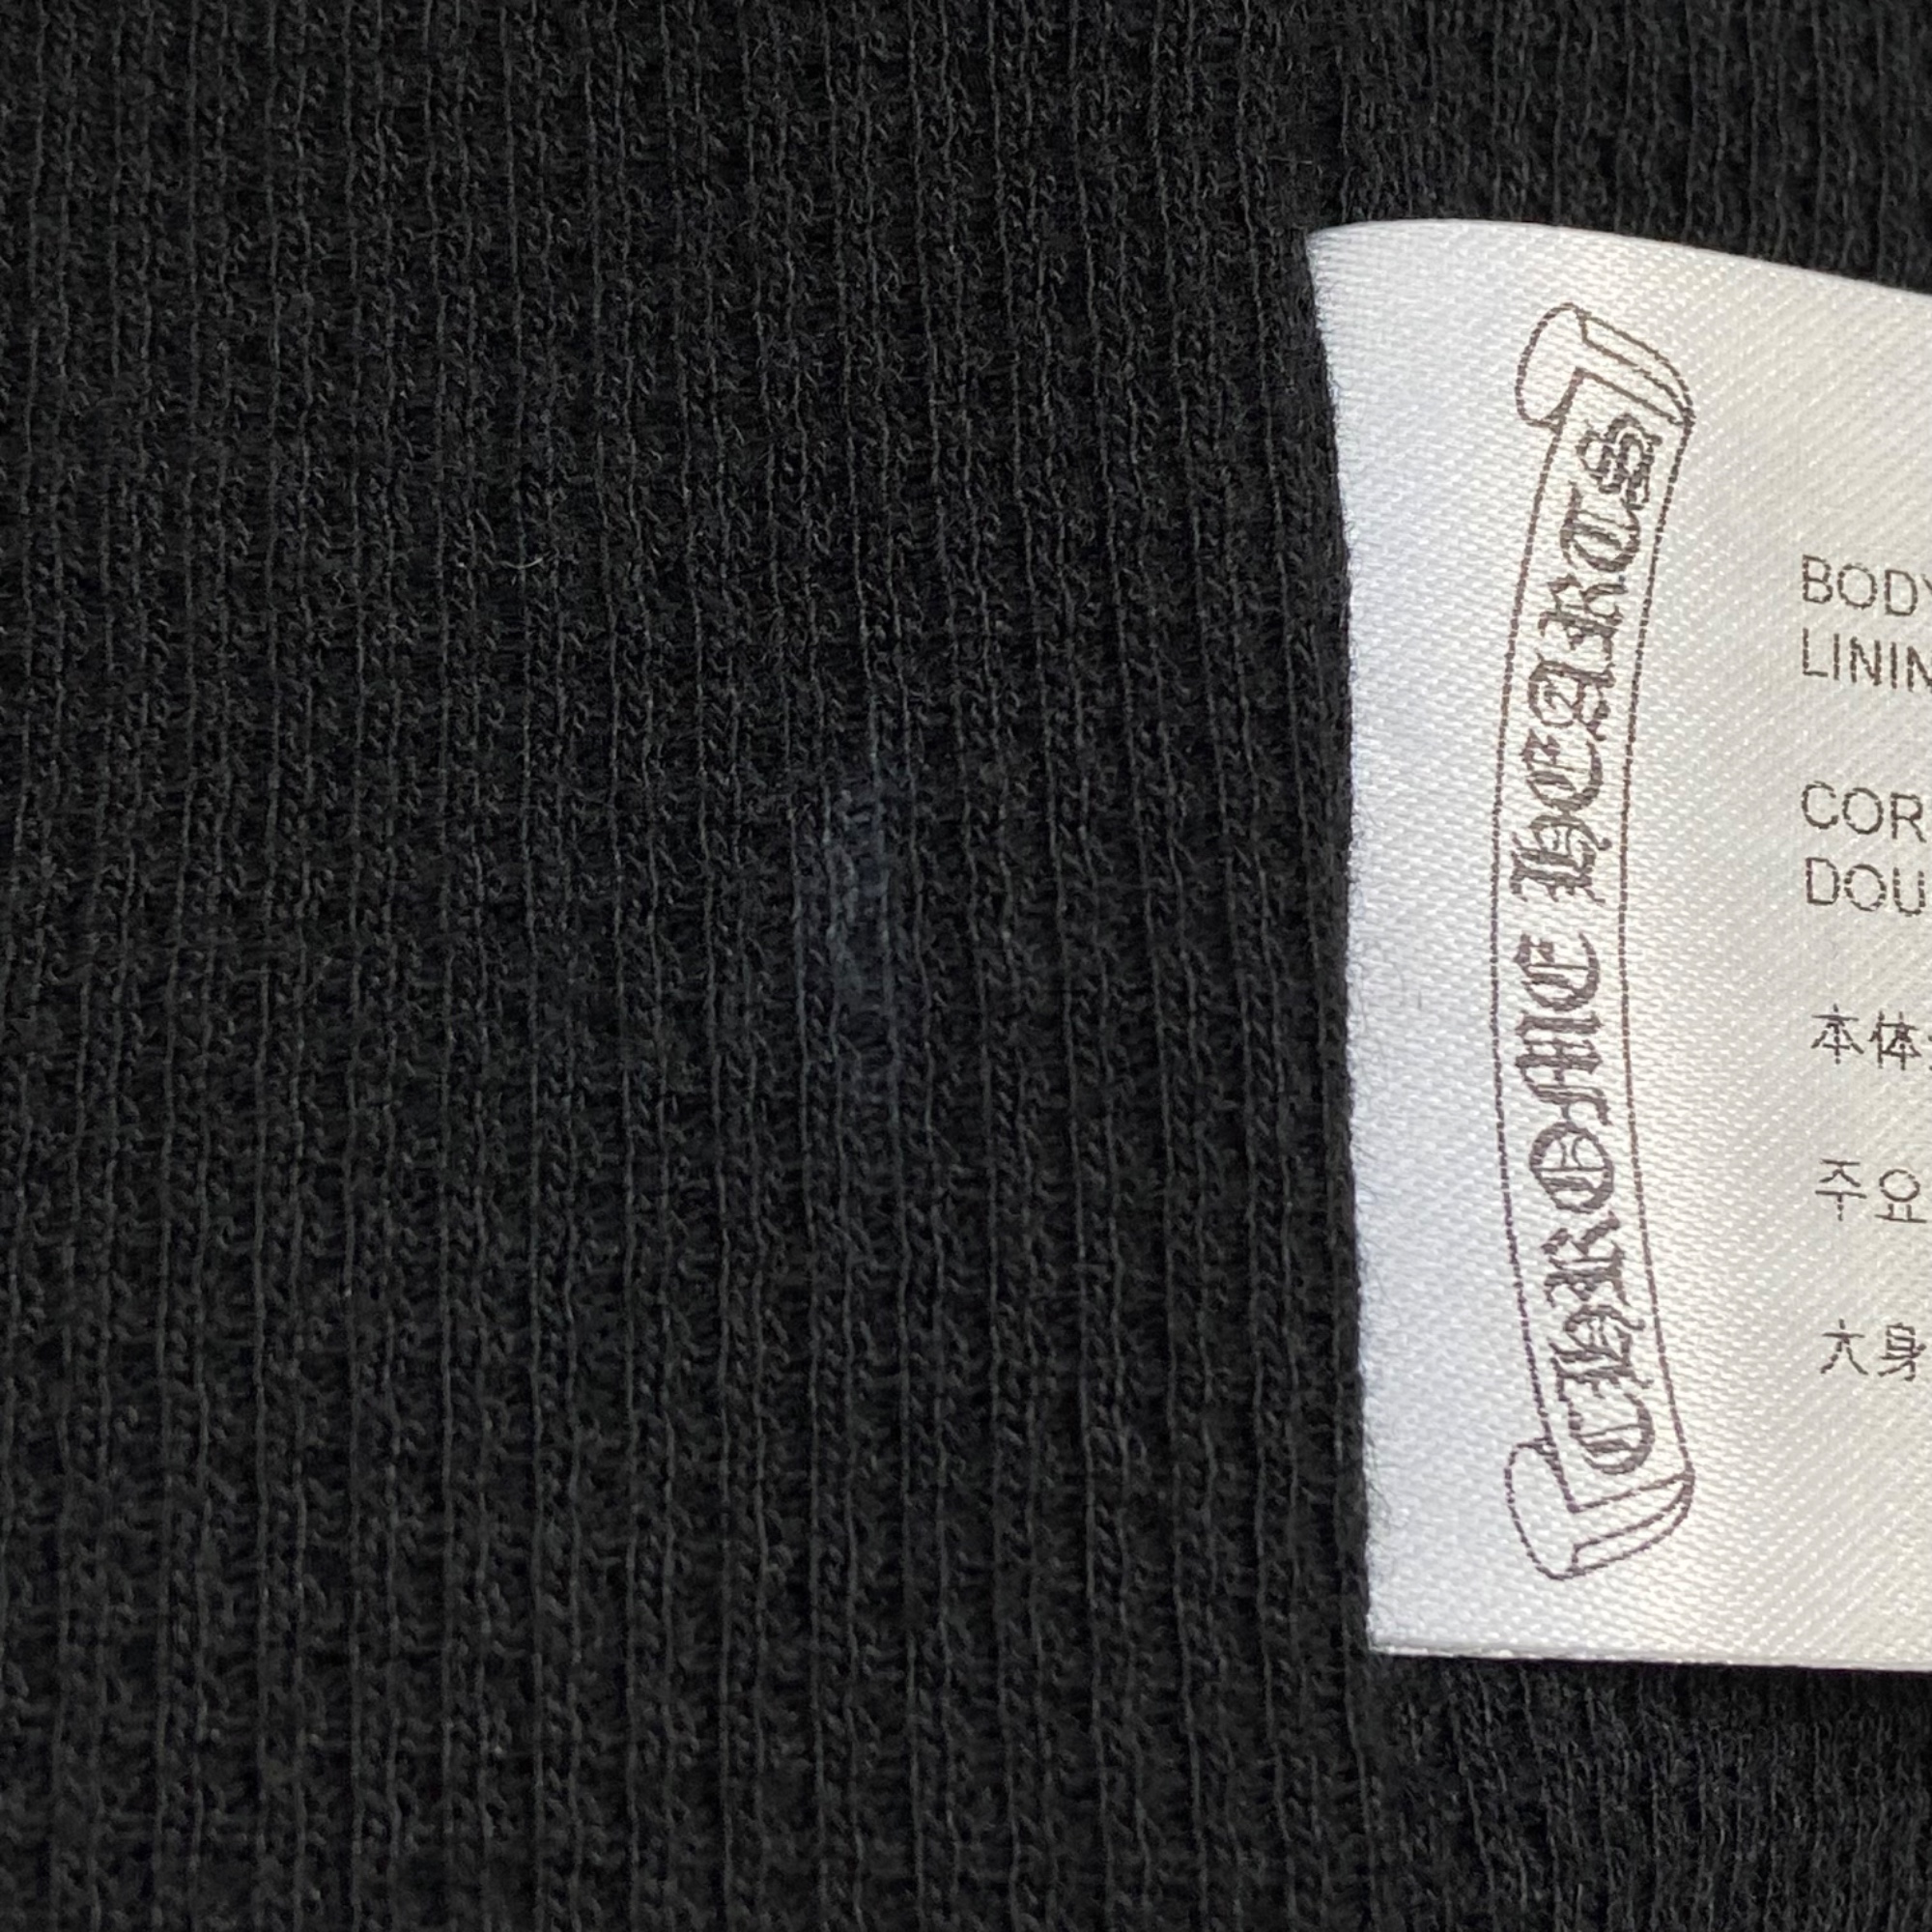 CHROME HEARTS
BODY
LININ
COR
DOU
本体
주요
大身